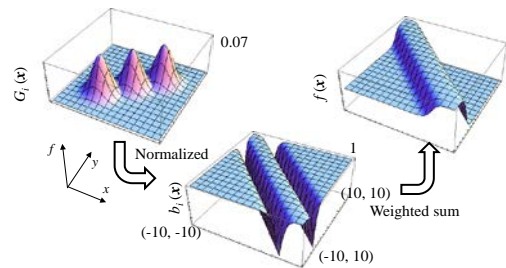 0.07
G_i (x)
f (x)
f
y
x
Normalized
1
b_i (x)
(10, 10)
Weighted sum
(-10, -10)
(-10, 10)